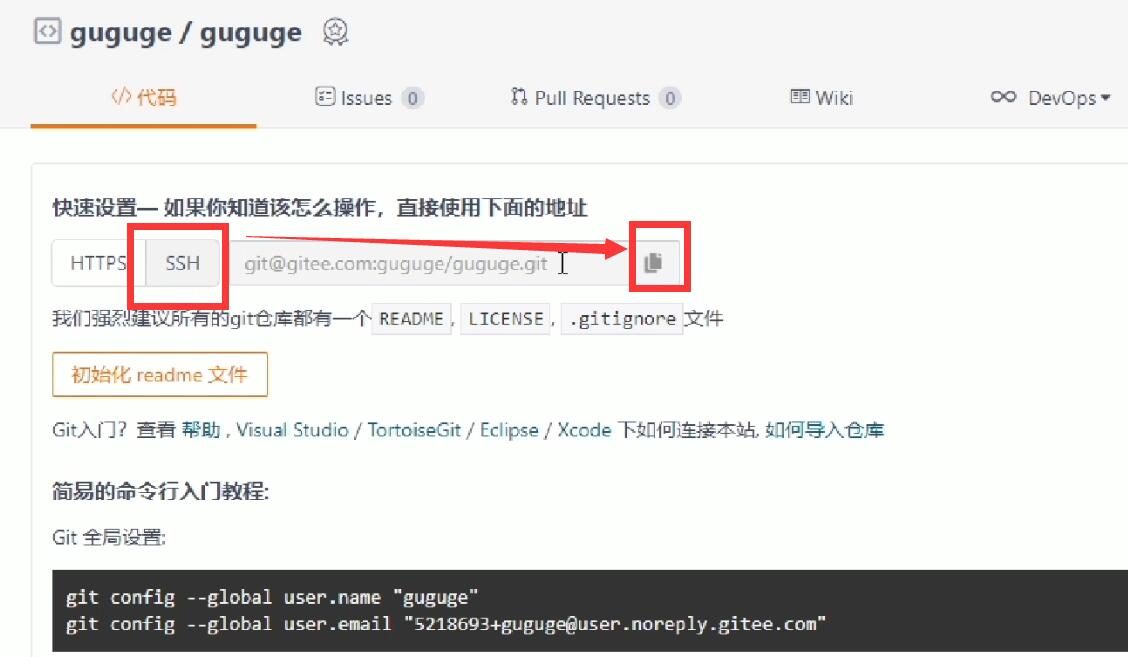 guguge / guguge
代码 Issues 0 Pull Requests 0 Wiki DevOps
快速设置— 如果你知道该怎么操作，直接使用下面的地址
HTTPS SSH git@gitee.com:guguge/guguge.git
我们强烈建议所有的git仓库都有一个 README, LICENSE, .gitignore 文件
初始化 readme 文件
Git入门？查看 帮助 , Visual Studio / TortoiseGit / Eclipse / Xcode 下如何连接本站, 如何导入仓库
简易的命令行入门教程:
Git 全局设置:
git config --global user.name "guguge"
git config --global user.email "5218693+guguge@user.noreply.gitee.com"